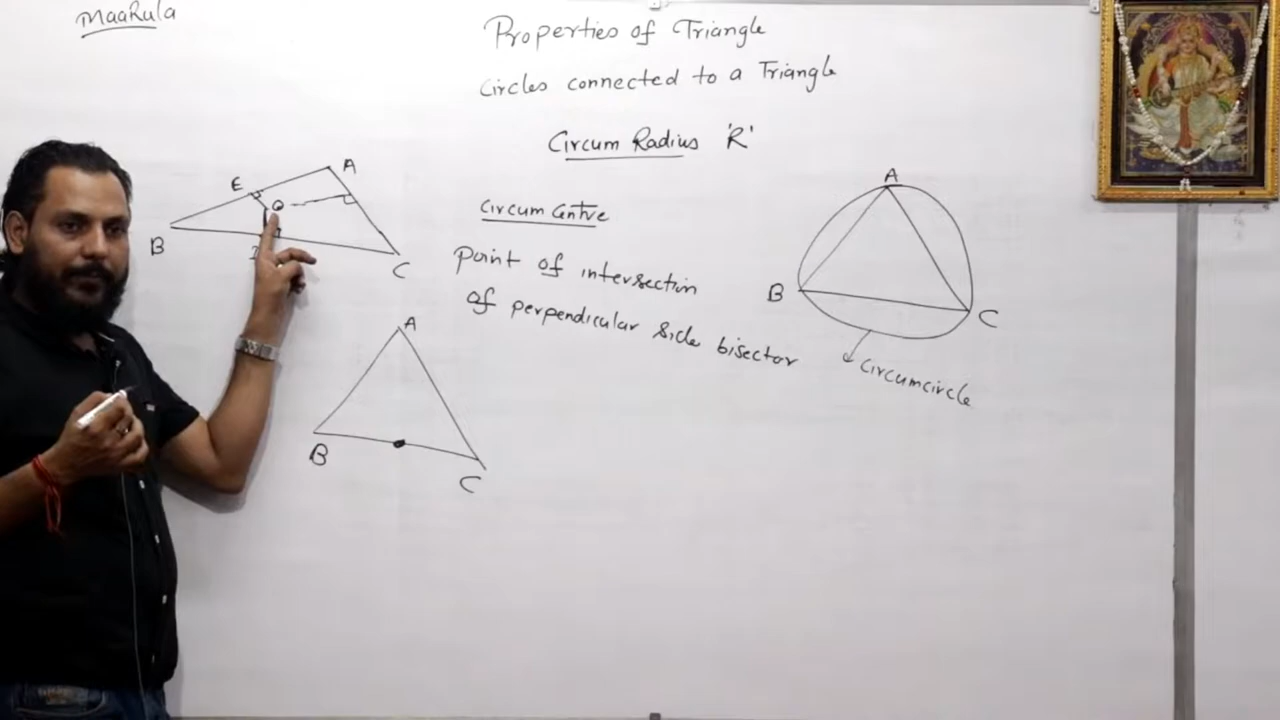 MaaRula
Properties of Triangle
Circles connected to a Triangle
Circum Radius 'R'
Circum Centre
Point of intersection
of perpendicular side bisector
A
E
O
B
C
A
B
C
A
B
C
Circumcircle